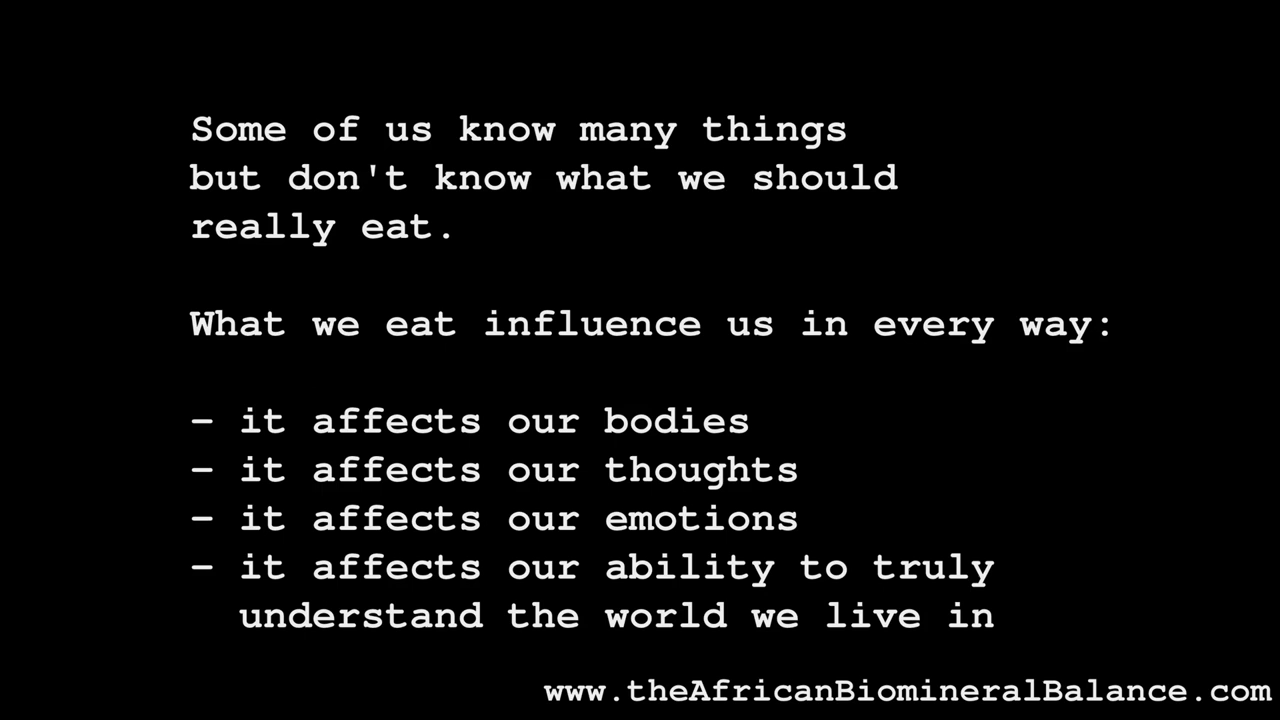 Some of us know many things
but don't know what we should
really eat.
What we eat influence us in every way:
- it affects our bodies
- it affects our thoughts
- it affects our emotions
- it affects our ability to truly
understand the world we live in
www.theAfricanBiomineralBalance.com